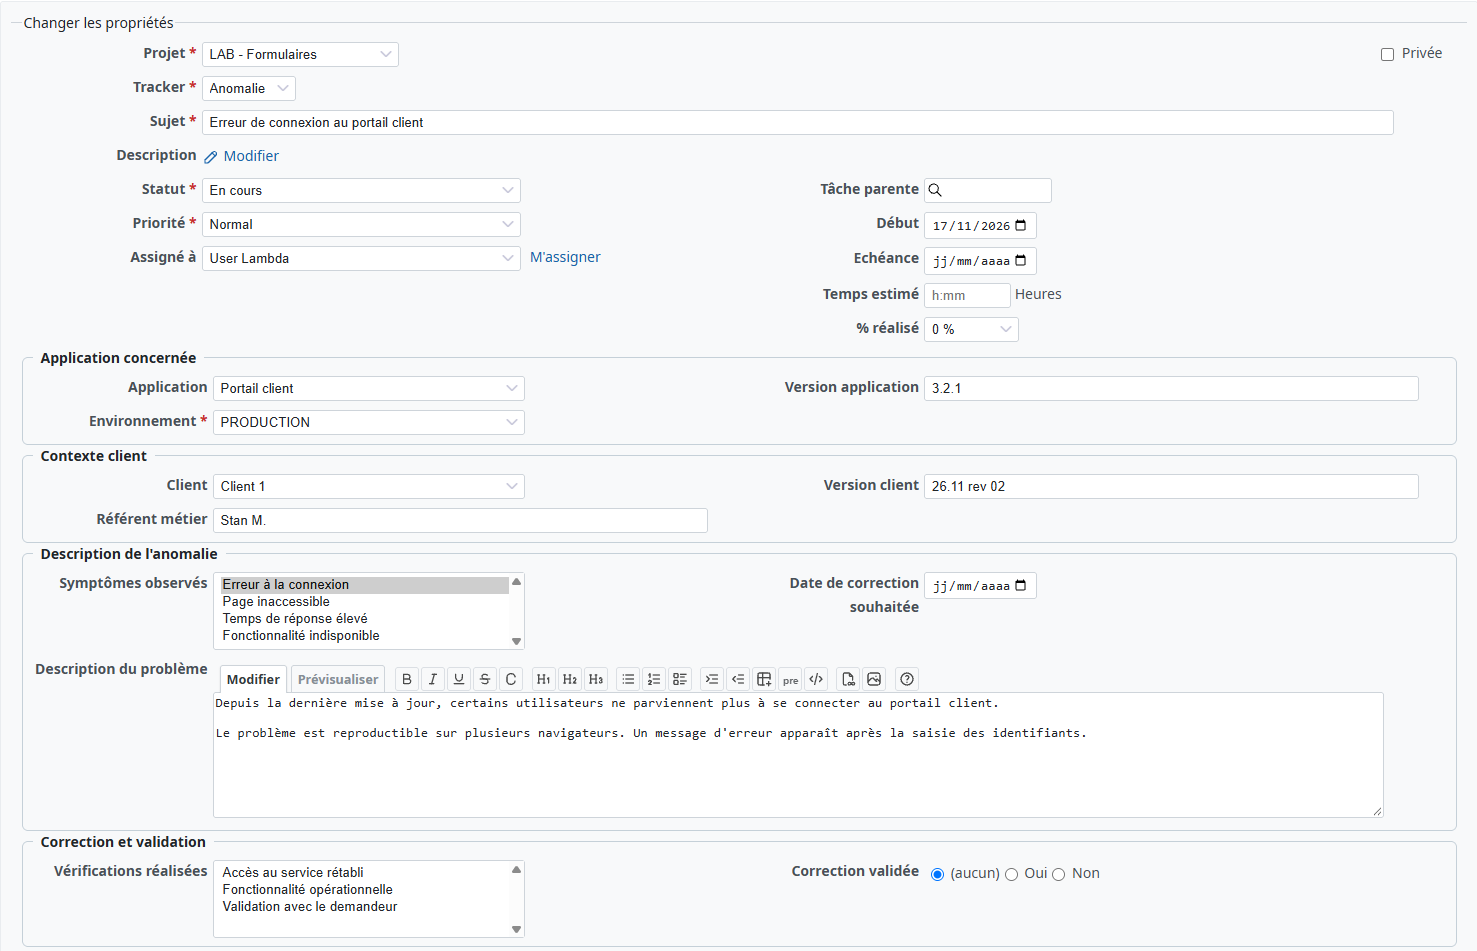 Changer les propriétés
Projet * LAB - Formulaires
Privée
Tracker * Anomalie
Sujet * Erreur de connexion au portail client
Description Modifier
Statut * En cours
Tâche parente
Priorité * Normal
Début 17/11/2026
Assigné à User Lambda M'assigner
Echéance jj/mm/aaaa
Temps estimé h:mm Heures
% réalisé 0 %
Application concernée
Application Portail client
Version application 3.2.1
Environnement * PRODUCTION
Contexte client
Client Client 1
Version client 26.11 rev 02
Référent métier Stan M.
Description de l'anomalie
Symptômes observés
Erreur à la connexion
Page inaccessible
Temps de réponse élevé
Fonctionnalité indisponible
Date de correction
souhaitée
jj/mm/aaaa
Description du problème
Modifier Prévisualiser B I U S C H1 H2 H3 pre
Depuis la dernière mise à jour, certains utilisateurs ne parviennent plus à se connecter au portail client.
Le problème est reproductible sur plusieurs navigateurs. Un message d'erreur apparaît après la saisie des identifiants.
Correction et validation
Vérifications réalisées
Accès au service rétabli
Fonctionnalité opérationnelle
Validation avec le demandeur
Correction validée (aucun) Oui Non